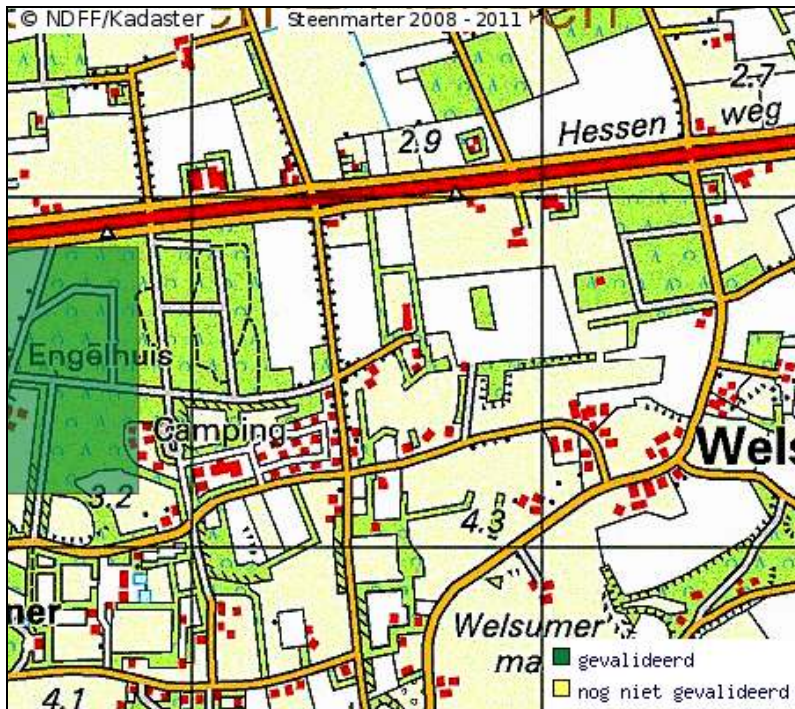 © NDFF/Kadaster
Steenmarter 2008 - 2011
2.7
2.9
Hessen weg
Engelhuis
Camping
Wels
3.2
4.3
ner
Welsumer
ma
4.1
gevalideerd
nog niet gevalideerd